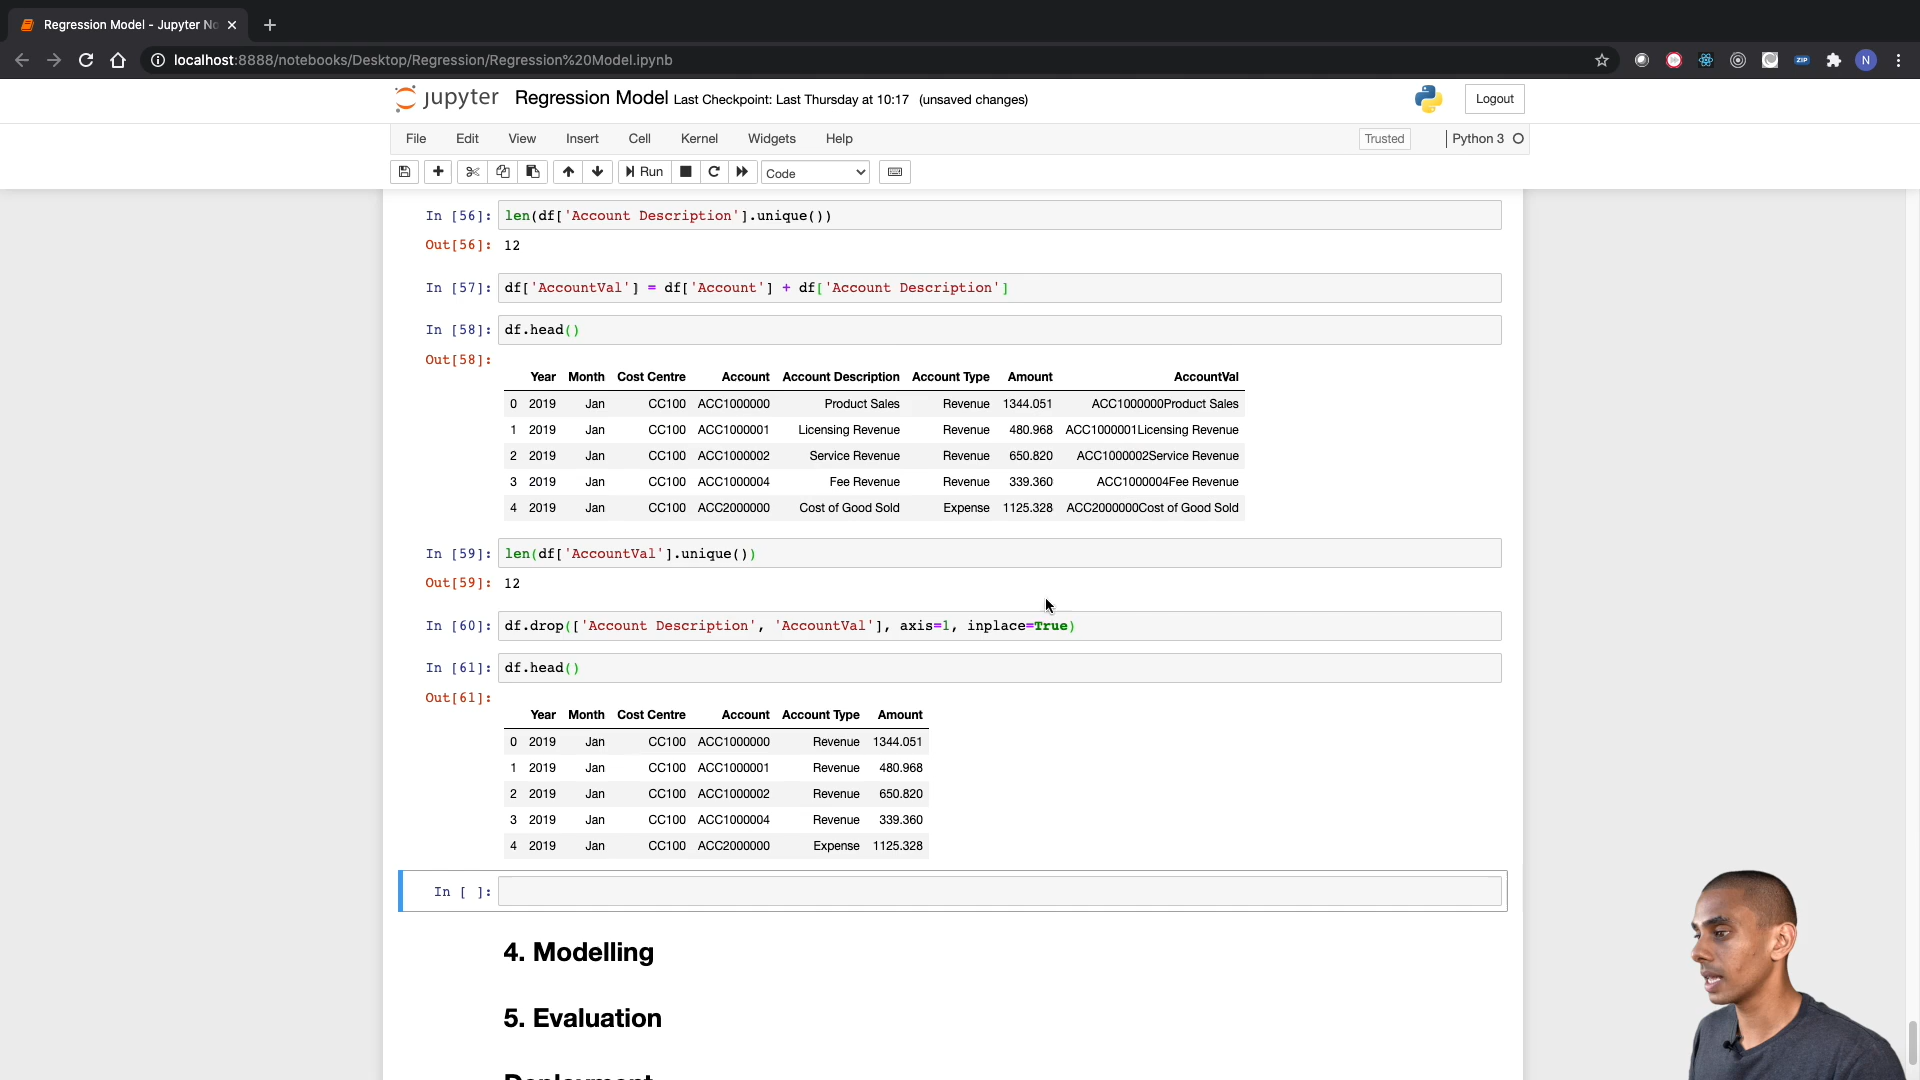 Regression Model - Jupyter No
localhost:8888/notebooks/Desktop/Regression/Regression%20Model.ipynb
ZIP
N
jupyter Regression Model Last Checkpoint: Last Thursday at 10:17 (unsaved changes)
Logout
File Edit View Insert Cell Kernel Widgets Help
Trusted
Python 3
Run
Code
In [56]: len(df['Account Description'].unique())
Out[56]: 12
In [57]: df['AccountVal'] = df['Account'] + df['Account Description']
In [58]: df.head()
Out[58]:
Year Month Cost Centre Account Account Description Account Type Amount AccountVal
0 2019 Jan CC100 ACC1000000 Product Sales Revenue 1344.051 ACC1000000Product Sales
1 2019 Jan CC100 ACC1000001 Licensing Revenue Revenue 480.968 ACC1000001Licensing Revenue
2 2019 Jan CC100 ACC1000002 Service Revenue Revenue 650.820 ACC1000002Service Revenue
3 2019 Jan CC100 ACC1000004 Fee Revenue Revenue 339.360 ACC1000004Fee Revenue
4 2019 Jan CC100 ACC2000000 Cost of Good Sold Expense 1125.328 ACC2000000Cost of Good Sold
In [59]: len(df['AccountVal'].unique())
Out[59]: 12
In [60]: df.drop(['Account Description', 'AccountVal'], axis=1, inplace=True)
In [61]: df.head()
Out[61]:
Year Month Cost Centre Account Account Type Amount
0 2019 Jan CC100 ACC1000000 Revenue 1344.051
1 2019 Jan CC100 ACC1000001 Revenue 480.968
2 2019 Jan CC100 ACC1000002 Revenue 650.820
3 2019 Jan CC100 ACC1000004 Revenue 339.360
4 2019 Jan CC100 ACC2000000 Expense 1125.328
In [ ]:
4. Modelling
5. Evaluation